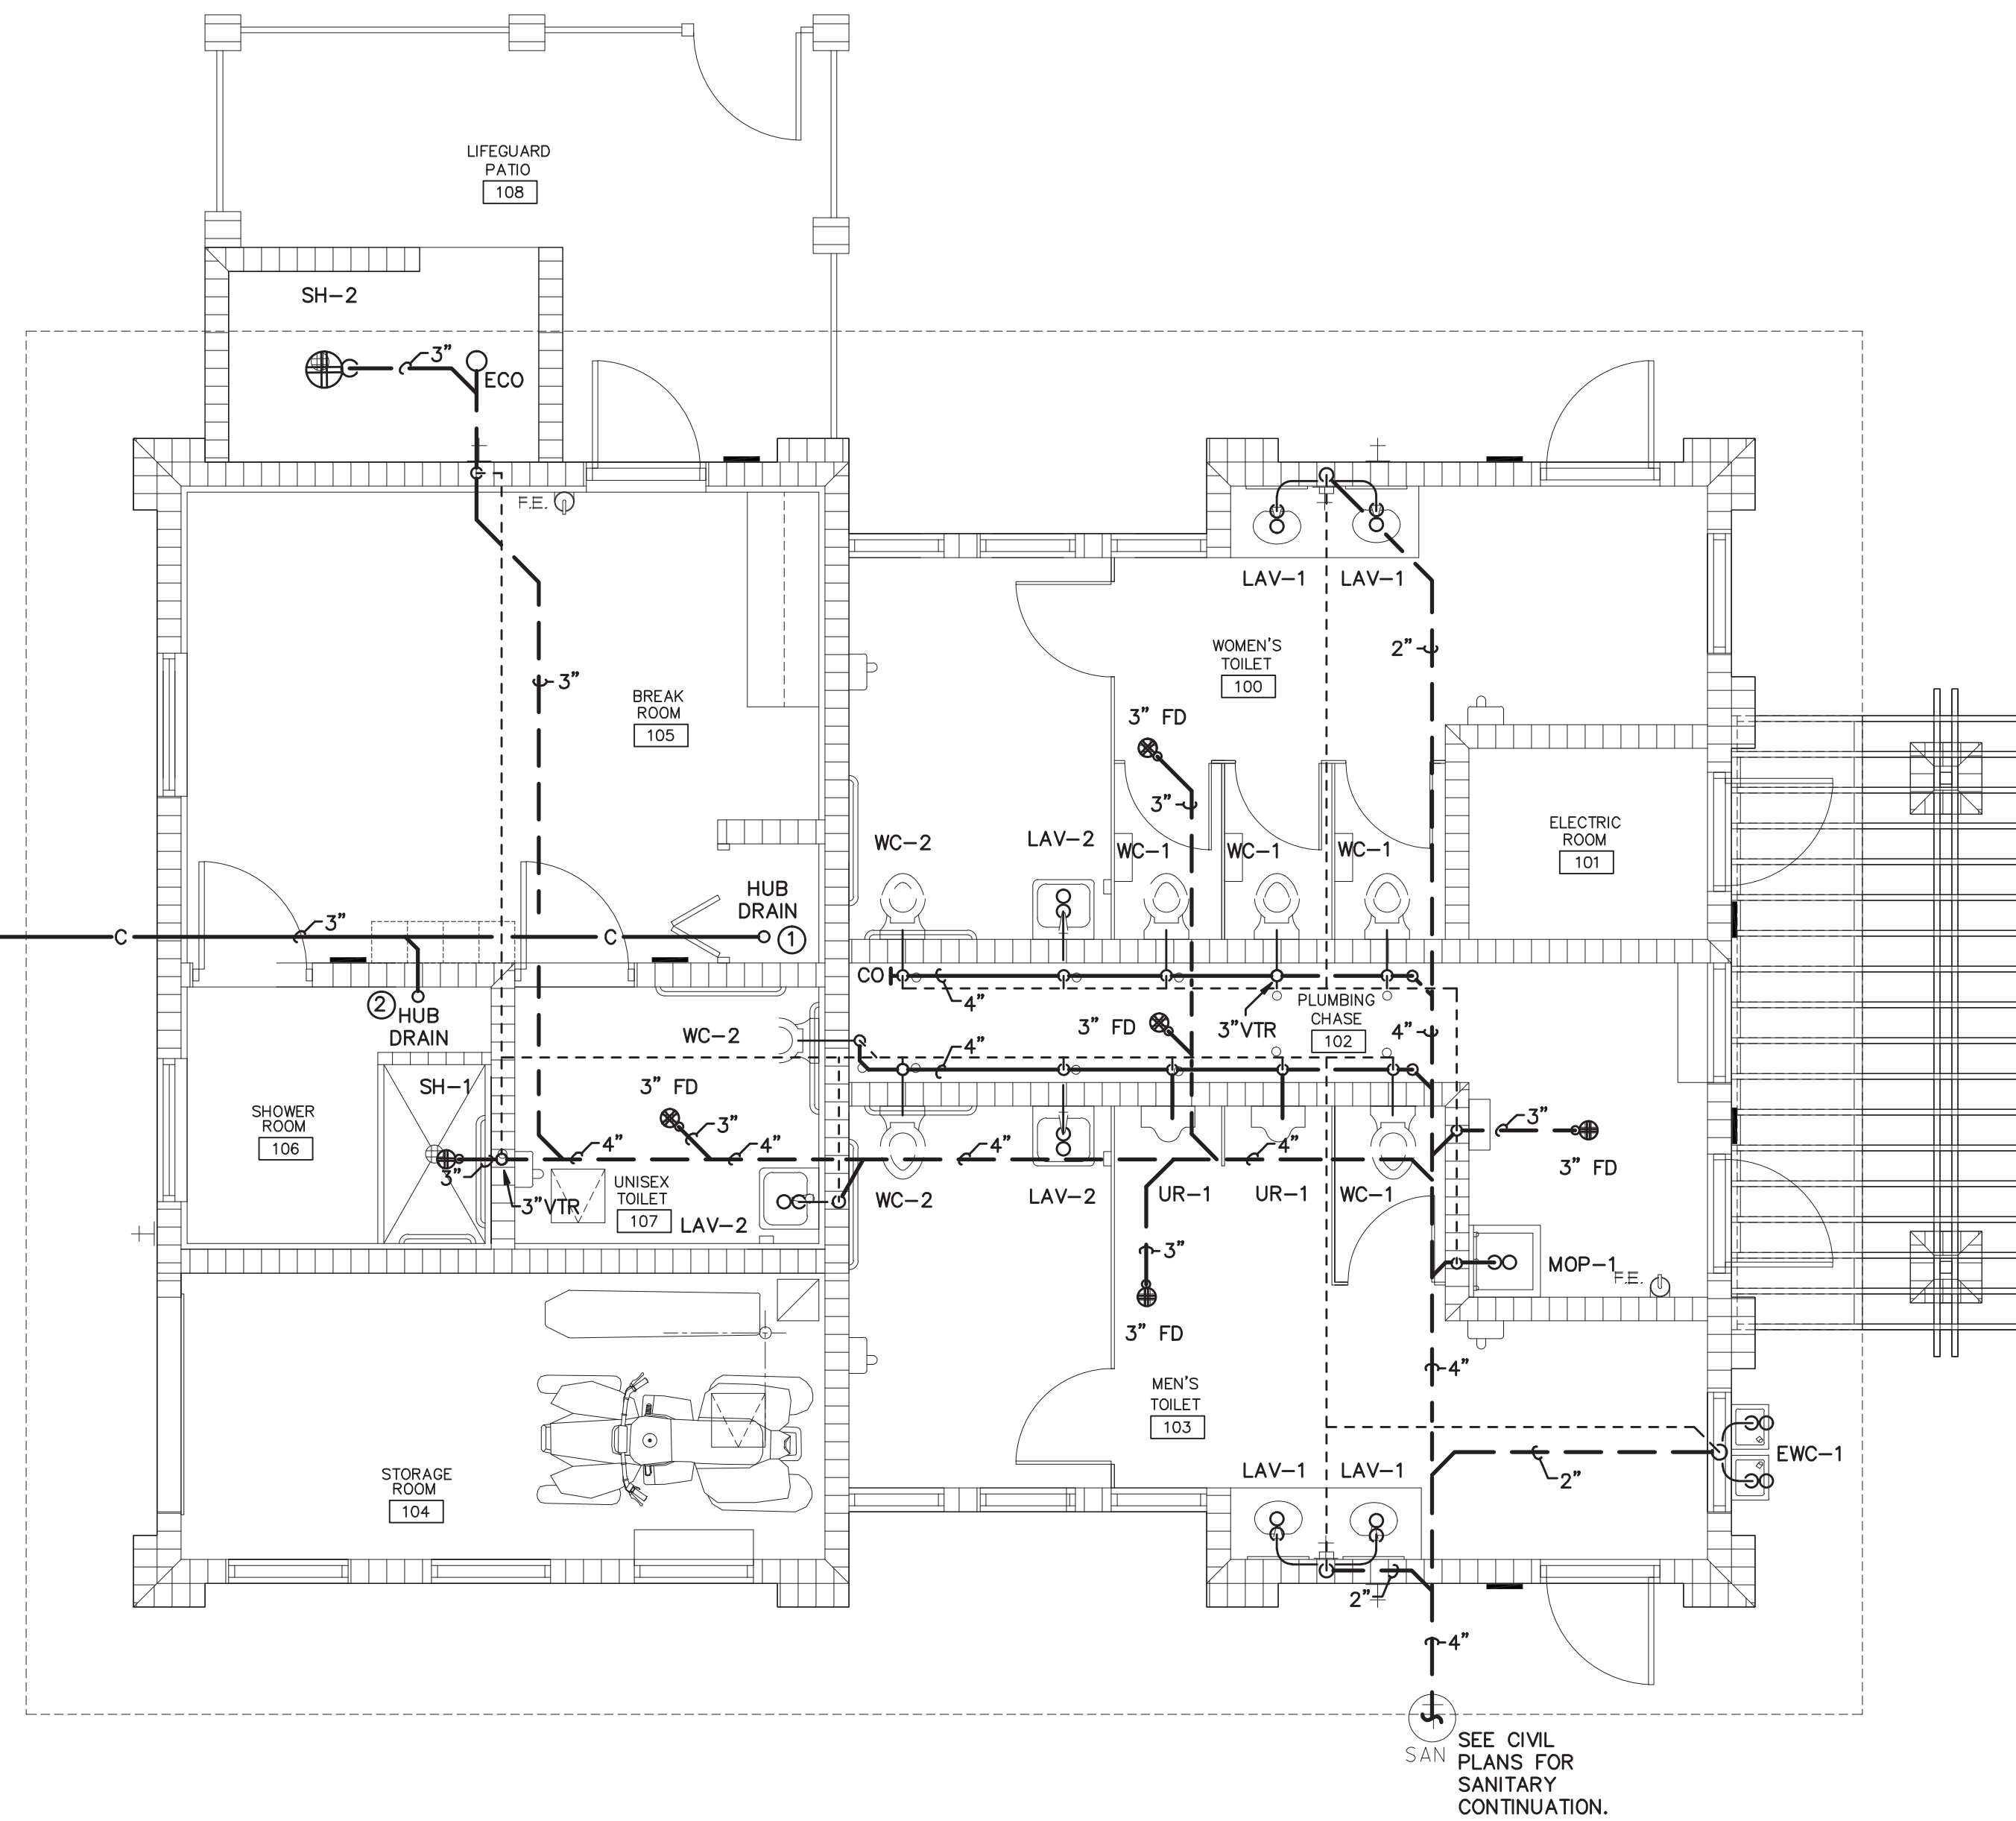 LIFEGUARD
PATIO
108
SH-2
3"
ECO
F.E.
LAV-1 LAV-1
2"
WOMEN'S
TOILET
100
3"
BREAK
ROOM
105
3" FD
3"
ELECTRIC
ROOM
101
WC-2
LAV-2
WC-1
WC-1
WC-1
HUB
DRAIN
1
C
3"
C
CO
4"
2
HUB
DRAIN
3"VTR
PLUMBING
CHASE
102
4"
3" FD
WC-2
4"
SH-1
3" FD
3"
SHOWER
ROOM
106
3"
4"
4"
4"
4"
3"
3" FD
3"VTR
UNISEX
TOILET
107
LAV-2
WC-2
LAV-2
UR-1
UR-1
WC-1
3"
3" FD
MOP-1
F.E.
4"
MEN'S
TOILET
103
EWC-1
2"
LAV-1 LAV-1
STORAGE
ROOM
104
2"
4"
SAN
SEE CIVIL
PLANS FOR
SANITARY
CONTINUATION.